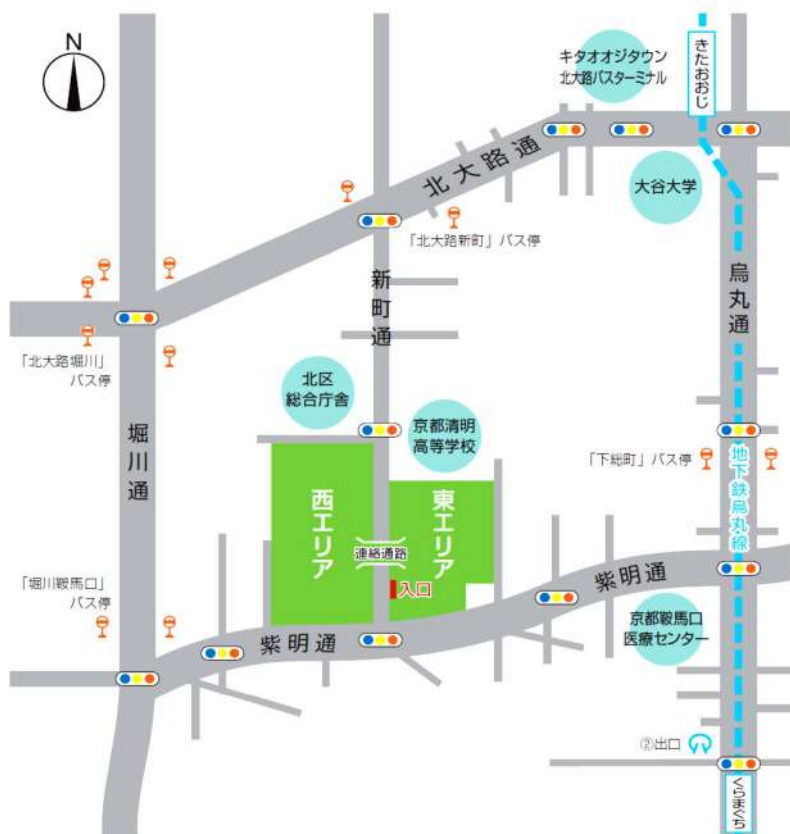 N
キタオオジタウン
北大路バスターミナル
きたおおじ
北大路通
大谷大学
「北大路新町」バス停
新町通
烏丸通
「北大路堀川」
バス停
北区
総合庁舎
京都清明
高等学校
堀川通
「下総町」バス停
地下鉄烏丸線
西エリア
東エリア
連絡通路
入口
「堀川鞍馬口」
バス停
紫明通
紫明通
京都鞍馬口
医療センター
②出口
くらまぐち